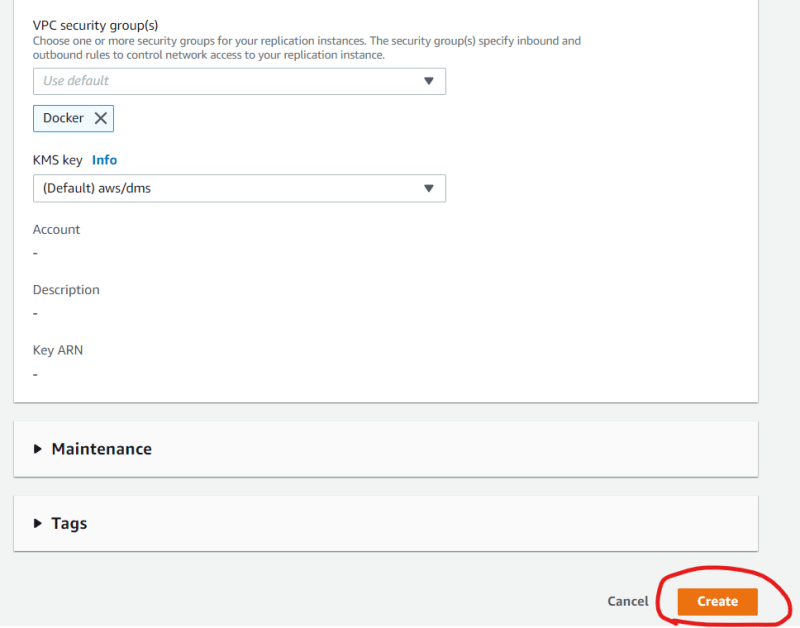 VPC security group(s)
Choose one or more security groups for your replication instances. The security group(s) specify inbound and
outbound rules to control network access to your replication instance.
Use default
Docker
KMS key Info
(Default) aws/dms
Account
-
Description
-
Key ARN
-
Maintenance
Tags
Cancel Create